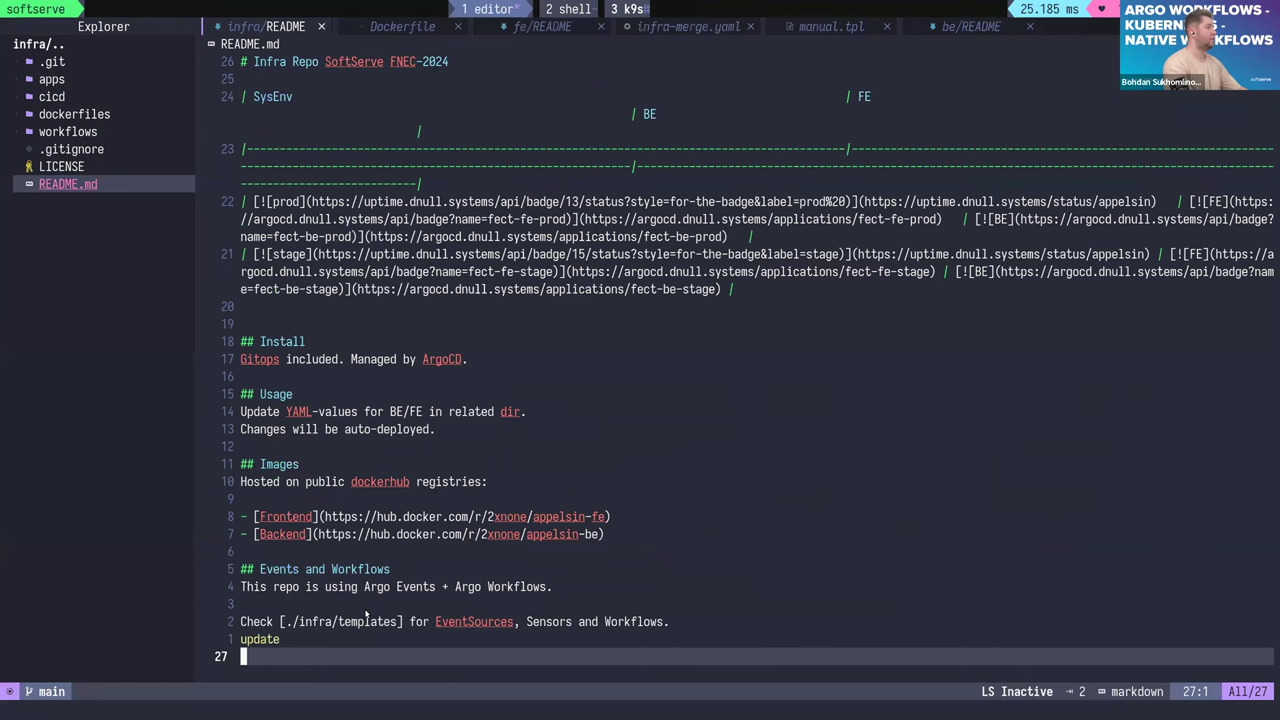 softserve
1 editor* 2 shell- 3 k9s#
25.185 ms ♥
ARGO WORKFLOWS -
KUBERN
NATIVE WORKFLOWS
Bohdan Sukhomlino...
softserve
Explorer
infra/README ×
Dockerfile ×
fe/README ×
infra-merge.yaml ×
manual.tpl ×
be/README ×
infra/..
.git
apps
cicd
dockerfiles
workflows
.gitignore
LICENSE
README.md
README.md
26 # Infra Repo SoftServe FNEC-2024
25
24 | SysEnv | FE
| BE
|
23 |--------------------------------------------------------------------------------------------|-----------------------------------------------------------------
------------------------------------------------------------|---------------------------------------------------------------------------------------------------
---------------------------|
22 | [![prod](https://uptime.dnull.systems/api/badge/13/status?style=for-the-badge&label=prod%20)](https://uptime.dnull.systems/status/appelsin) | [![FE](https:
//argocd.dnull.systems/api/badge?name=fect-fe-prod)](https://argocd.dnull.systems/applications/fect-fe-prod) | [![BE](https://argocd.dnull.systems/api/badge?
name=fect-be-prod)](https://argocd.dnull.systems/applications/fect-be-prod) |
21 | [![stage](https://uptime.dnull.systems/api/badge/15/status?style=for-the-badge&label=stage)](https://uptime.dnull.systems/status/appelsin) | [![FE](https://a
rgocd.dnull.systems/api/badge?name=fect-fe-stage)](https://argocd.dnull.systems/applications/fect-fe-stage) | [![BE](https://argocd.dnull.systems/api/badge?nam
e=fect-be-stage)](https://argocd.dnull.systems/applications/fect-be-stage) |
20
19
18 ## Install
17 Gitops included. Managed by ArgoCD.
16
15 ## Usage
14 Update YAML-values for BE/FE in related dir.
13 Changes will be auto-deployed.
12
11 ## Images
10 Hosted on public dockerhub registries:
9
8 - [Frontend](https://hub.docker.com/r/2xnone/appelsin-fe)
7 - [Backend](https://hub.docker.com/r/2xnone/appelsin-be)
6
5 ## Events and Workflows
4 This repo is using Argo Events + Argo Workflows.
3
2 Check [./infra/templates] for EventSources, Sensors and Workflows.
1 update
27
main
LS Inactive
2
markdown
27:1
All/27